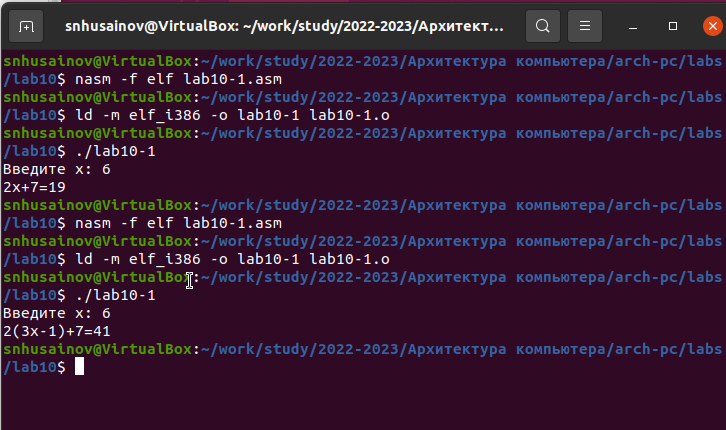 snhusainov@VirtualBox: ~/work/study/2022-2023/Архитект...
snhusainov@VirtualBox:~/work/study/2022-2023/Архитектура компьютера/arch-pc/labs
/lab10$ nasm -f elf lab10-1.asm
snhusainov@VirtualBox:~/work/study/2022-2023/Архитектура компьютера/arch-pc/labs
/lab10$ ld -m elf_i386 -o lab10-1 lab10-1.o
snhusainov@VirtualBox:~/work/study/2022-2023/Архитектура компьютера/arch-pc/labs
/lab10$ ./lab10-1
Введите x: 6
2x+7=19
snhusainov@VirtualBox:~/work/study/2022-2023/Архитектура компьютера/arch-pc/labs
/lab10$ nasm -f elf lab10-1.asm
snhusainov@VirtualBox:~/work/study/2022-2023/Архитектура компьютера/arch-pc/labs
/lab10$ ld -m elf_i386 -o lab10-1 lab10-1.o
snhusainov@VirtualBox:~/work/study/2022-2023/Архитектура компьютера/arch-pc/labs
/lab10$ ./lab10-1
Введите x: 6
2(3x-1)+7=41
snhusainov@VirtualBox:~/work/study/2022-2023/Архитектура компьютера/arch-pc/labs
/lab10$